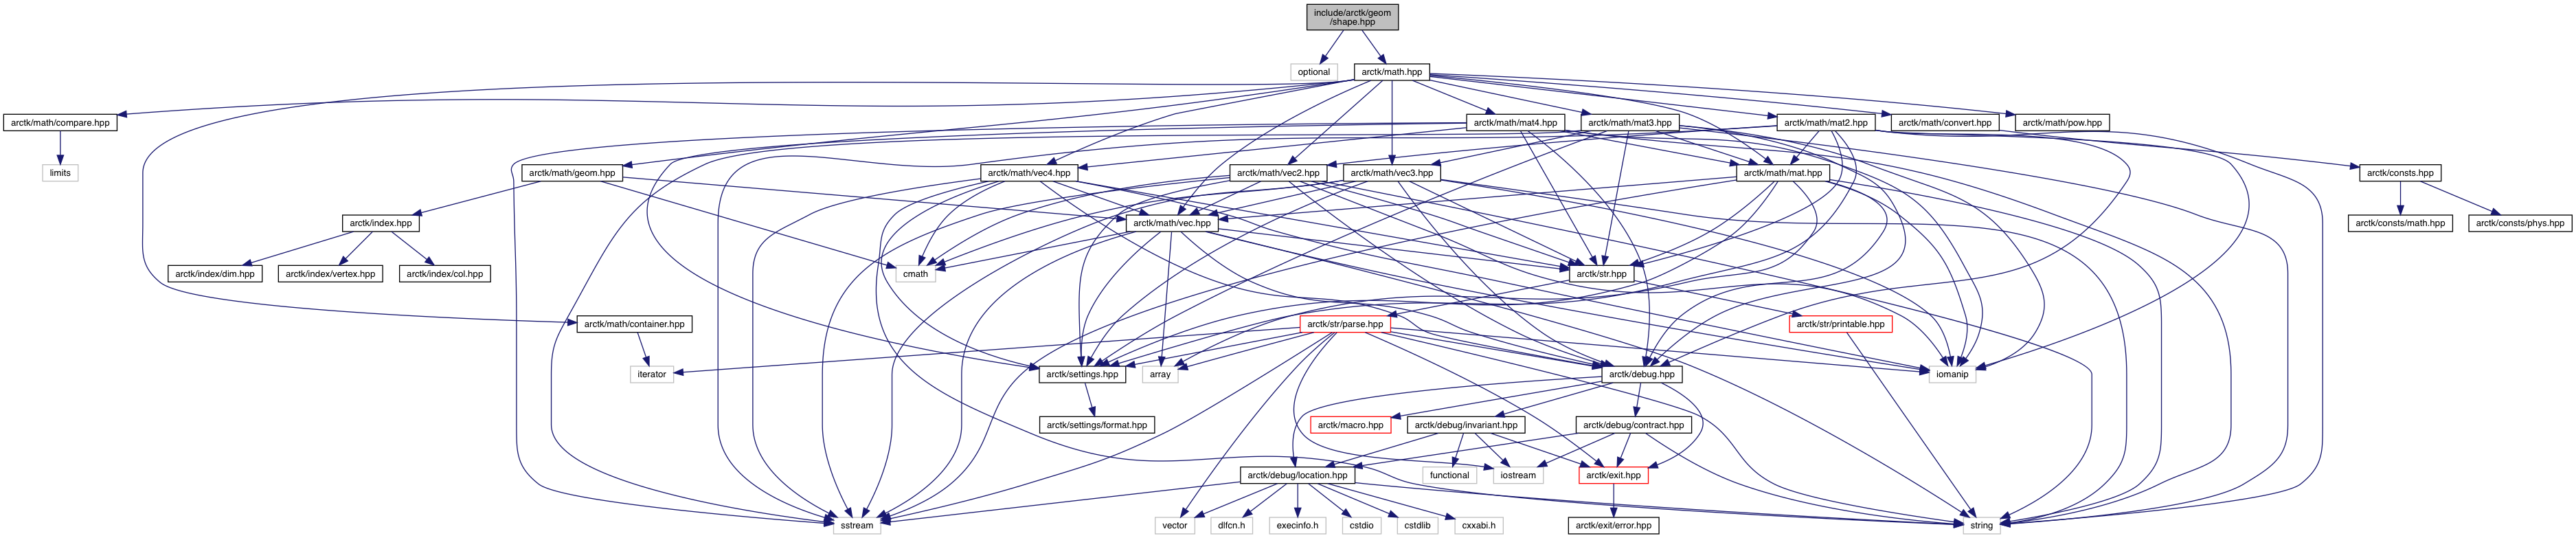 include/arctk/geom
/shape.hpp
optional
arctk/math.hpp
arctk/math/compare.hpp
arctk/math/mat4.hpp
arctk/math/mat3.hpp
arctk/math/mat2.hpp
arctk/math/convert.hpp
arctk/math/pow.hpp
limits
arctk/math/geom.hpp
arctk/math/vec4.hpp
arctk/math/vec2.hpp
arctk/math/vec3.hpp
arctk/math/mat.hpp
arctk/consts.hpp
arctk/index.hpp
arctk/math/vec.hpp
arctk/consts/math.hpp
arctk/consts/phys.hpp
arctk/index/dim.hpp
arctk/index/vertex.hpp
arctk/index/col.hpp
cmath
arctk/str.hpp
arctk/math/container.hpp
arctk/str/parse.hpp
arctk/str/printable.hpp
iterator
arctk/settings.hpp
array
arctk/debug.hpp
iomanip
arctk/settings/format.hpp
arctk/macro.hpp
arctk/debug/invariant.hpp
arctk/debug/contract.hpp
arctk/debug/location.hpp
functional
iostream
arctk/exit.hpp
sstream
vector
dlfcn.h
execinfo.h
cstdio
cstdlib
cxxabi.h
arctk/exit/error.hpp
string